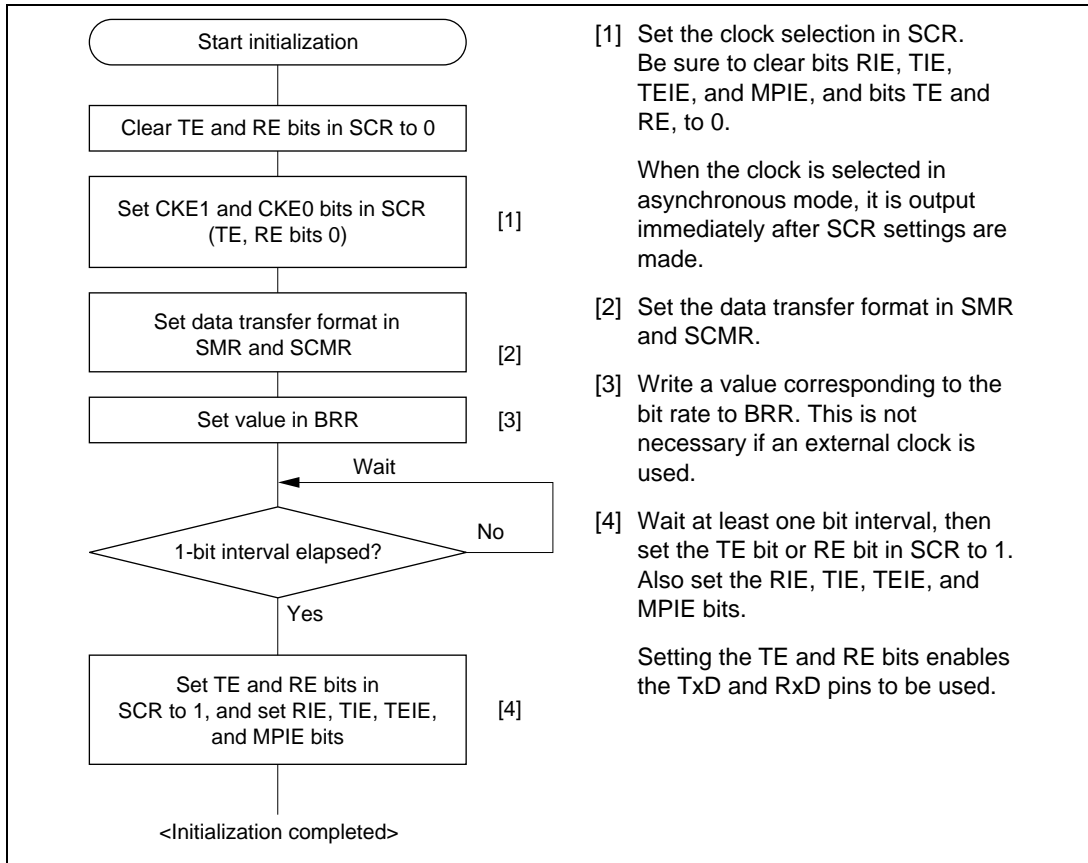 Start initialization
Clear TE and RE bits in SCR to 0
Set CKE1 and CKE0 bits in SCR
(TE, RE bits 0)
[1]
Set data transfer format in
SMR and SCMR
[2]
Set value in BRR
[3]
Wait
1-bit interval elapsed?
No
Yes
Set TE and RE bits in
SCR to 1, and set RIE, TIE, TEIE,
and MPIE bits
[4]
<Initialization completed>
[1] Set the clock selection in SCR.
Be sure to clear bits RIE, TIE,
TEIE, and MPIE, and bits TE and
RE, to 0.
When the clock is selected in
asynchronous mode, it is output
immediately after SCR settings are
made.
[2] Set the data transfer format in SMR
and SCMR.
[3] Write a value corresponding to the
bit rate to BRR. This is not
necessary if an external clock is
used.
[4] Wait at least one bit interval, then
set the TE bit or RE bit in SCR to 1.
Also set the RIE, TIE, TEIE, and
MPIE bits.
Setting the TE and RE bits enables
the TxD and RxD pins to be used.